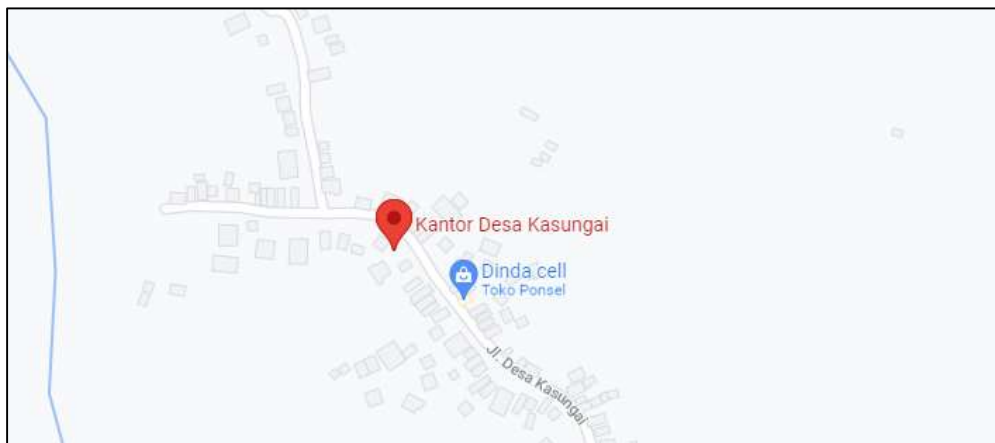 Kantor Desa Kasungai
Dinda cell
Toko Ponsel
Jl. Desa Kasungai